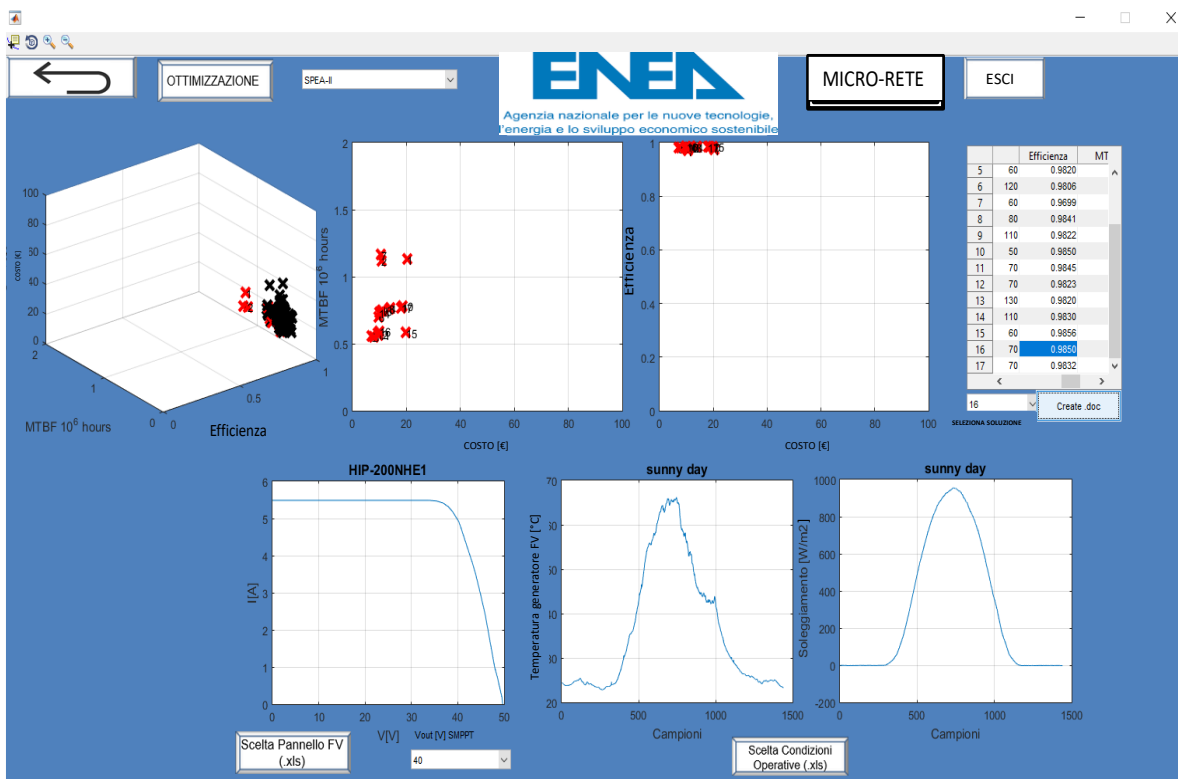 OTTIMIZZAZIONE
SPEA-II
ENEA
Agenzia nazionale per le nuove tecnologie,
l'energia e lo sviluppo economico sostenibile
MICRO-RETE
ESCI
100
80
60
40
20
0
COSTO [€]
2
1
0
MTBF 10^6 hours
0
0.5
1
Efficienza
2
1.5
1
0.5
0
MTBF 10^6 hours
0 20 40 60 80 100
COSTO [€]
15
1
0.8
0.6
0.4
0.2
0
Efficienza
0 20 40 60 80 100
COSTO [€]
Efficienza MT
5 60 0.9820
6 120 0.9806
7 60 0.9699
8 80 0.9841
9 110 0.9822
10 50 0.9850
11 70 0.9845
12 70 0.9823
13 130 0.9820
14 110 0.9830
15 60 0.9856
16 70 0.9850
17 70 0.9832
16
Create .doc
SELEZIONA SOLUZIONE
HIP-200NHE1
6
5
4
3
2
1
0
I[A]
0 10 20 30 40 50
V[V]
sunny day
70
60
50
40
30
20
Temperatura generatore FV [°C]
0 500 1000 1500
Campioni
sunny day
1000
800
600
400
200
0
-200
Soleggiamento [W/m2]
0 500 1000 1500
Campioni
Scelta Pannello FV
(.xls)
Vout [V] SMPPT
40
Scelta Condizioni
Operative (.xls)